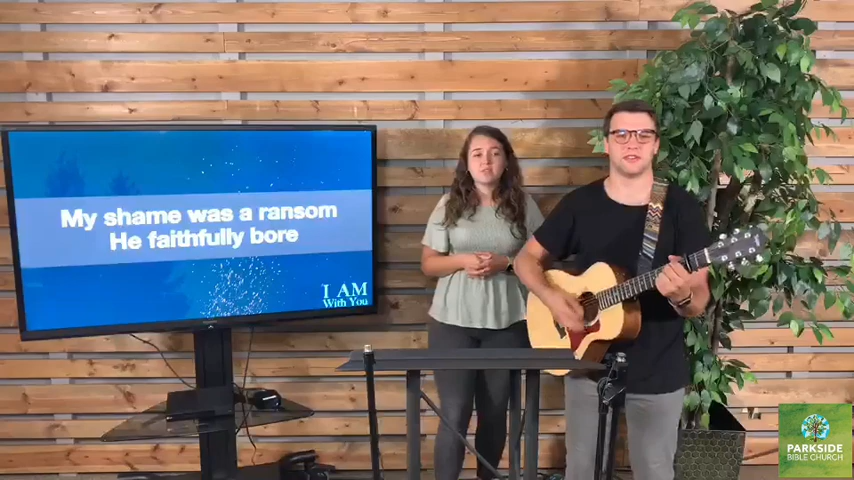 My shame was a ransom
He faithfully bore
I AM
With You
PARKSIDE
BIBLE CHURCH